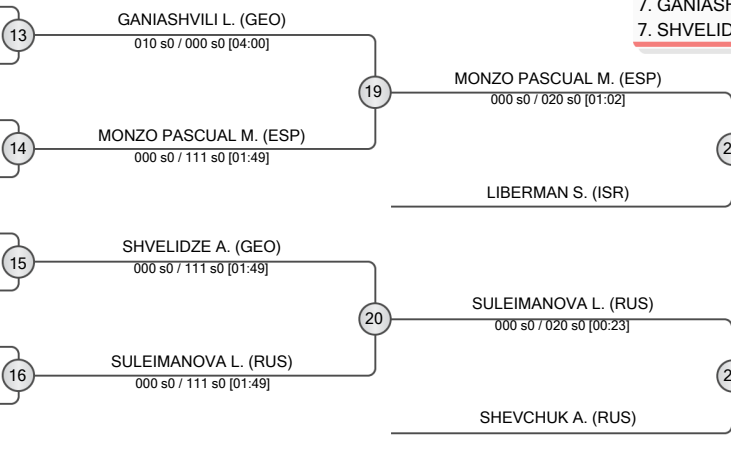 7. GANIASH
7. SHVELID
13
GANIASHVILI L. (GEO)
010 s0 / 000 s0 [04:00]
19
MONZO PASCUAL M. (ESP)
000 s0 / 020 s0 [01:02]
14
MONZO PASCUAL M. (ESP)
000 s0 / 111 s0 [01:49]
2
LIBERMAN S. (ISR)
15
SHVELIDZE A. (GEO)
000 s0 / 111 s0 [01:49]
20
SULEIMANOVA L. (RUS)
000 s0 / 020 s0 [00:23]
16
SULEIMANOVA L. (RUS)
000 s0 / 111 s0 [01:49]
2
SHEVCHUK A. (RUS)